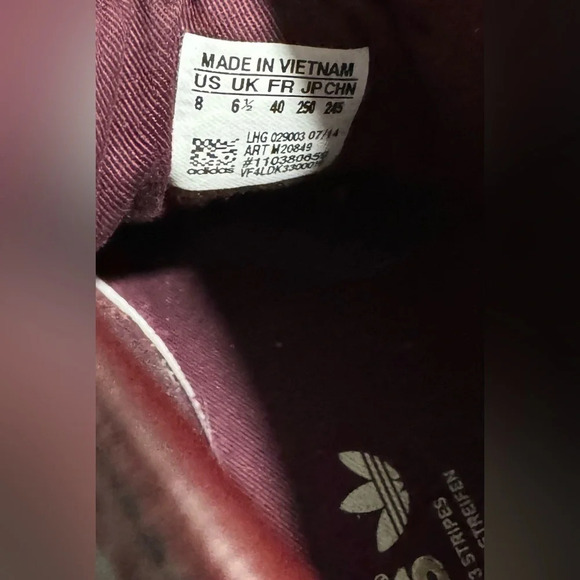 MADE IN VIETNAM
US UK FR JP CHN
8 6½ 40 250 245
LHG 029003 07/14
ART M20849
adidas
3 STRIPES
STREIFEN